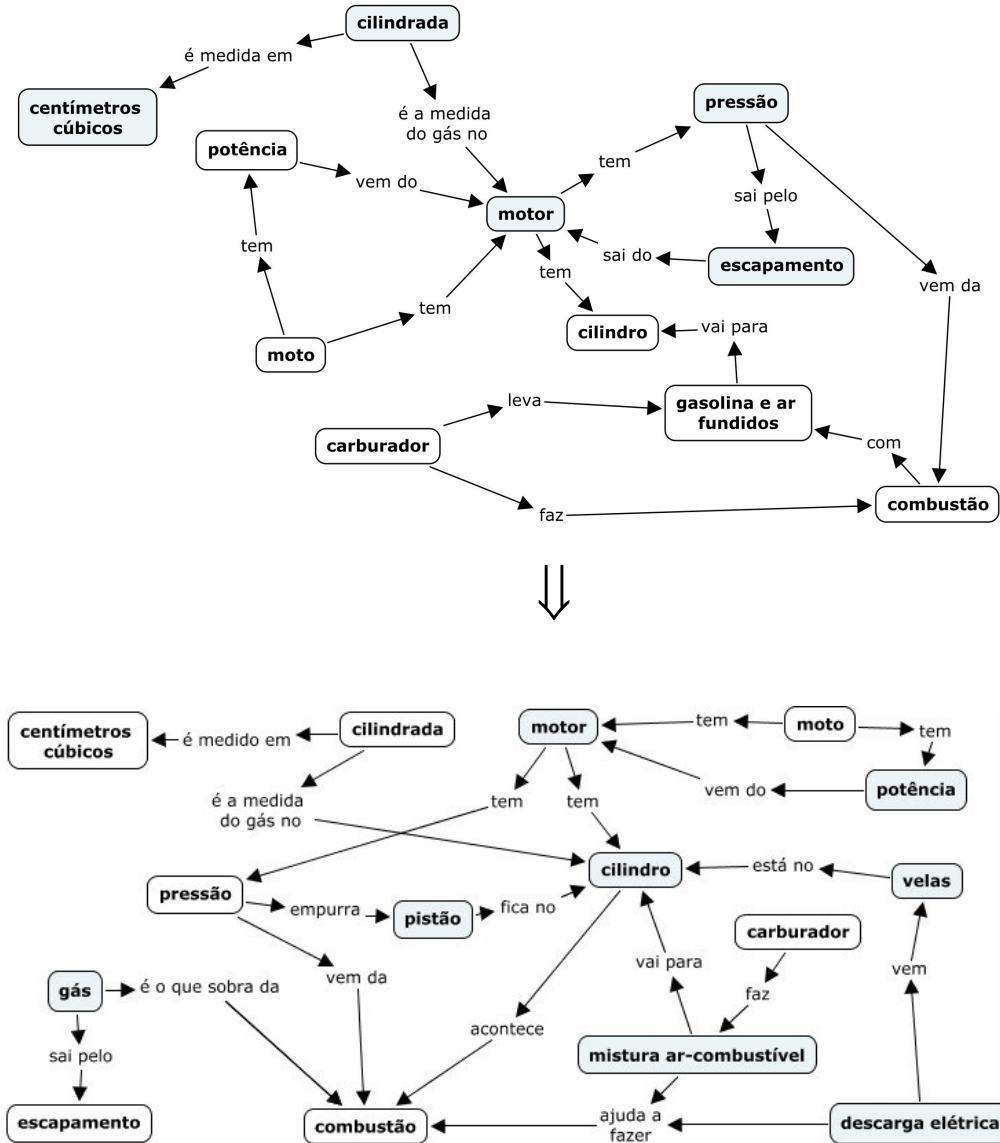 cilindrada
é medida em
centímetros
cúbicos
é a medida
do gás no
pressão
potência
tem
vem do
sai pelo
motor
tem
sai do
escapamento
tem
vem da
tem
cilindro
vai para
moto
leva
gasolina e ar
fundidos
carburador
com
combustão
faz
centímetros
cúbicos
é medido em
cilindrada
motor
tem
moto
tem
vem do
potência
é a medida
do gás no
tem
tem
cilindro
está no
velas
pressão
empurra
pistão
fica no
carburador
vai para
vem
vem da
gás
é o que sobra da
faz
acontece
sai pelo
mistura ar-combustível
escapamento
combustão
ajuda a
fazer
descarga elétrica